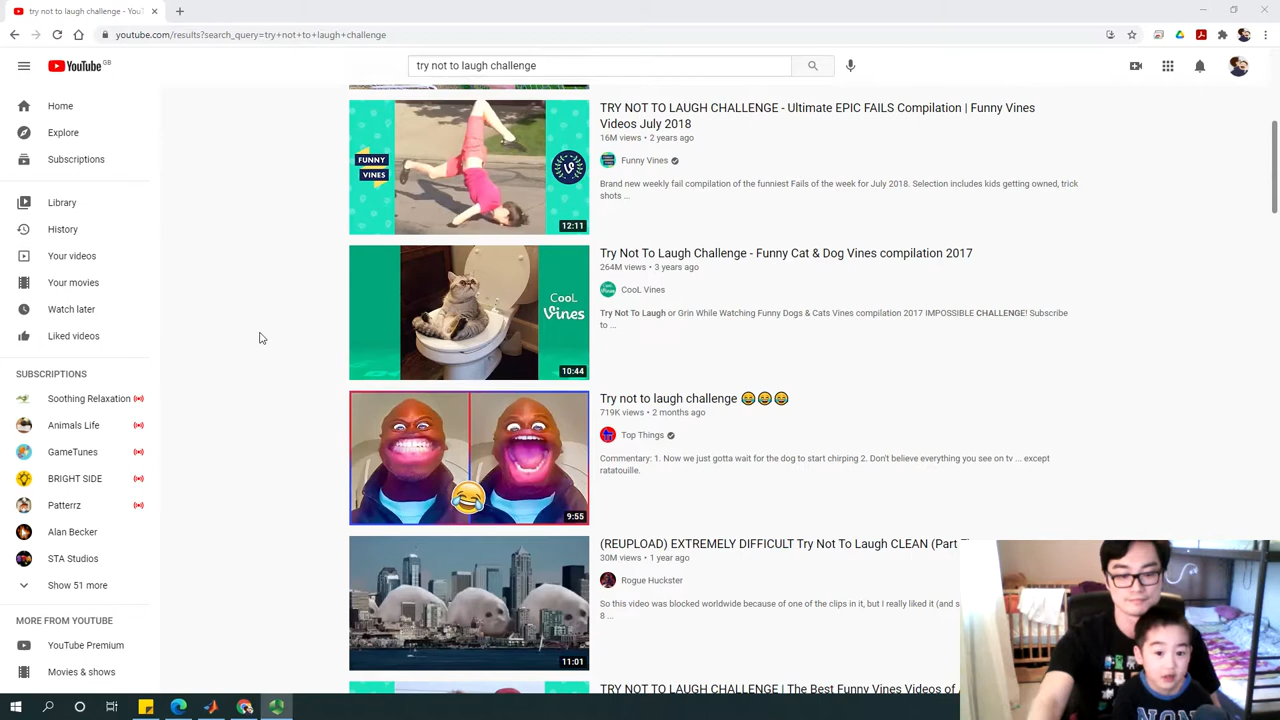 try not to laugh challenge - YouT
youtube.com/results?search_query=try+not+to+laugh+challenge
YouTube GB
try not to laugh challenge
Home
Explore
Subscriptions
Library
History
Your videos
Your movies
Watch later
Liked videos
SUBSCRIPTIONS
Soothing Relaxation
Animals Life
GameTunes
BRIGHT SIDE
Patterrz
Alan Becker
STA Studios
Show 51 more
MORE FROM YOUTUBE
YouTube Premium
Movies & shows
FUNNY
VINES
12:11
TRY NOT TO LAUGH CHALLENGE - Ultimate EPIC FAILS Compilation | Funny Vines
Videos July 2018
16M views • 2 years ago
Funny Vines
Brand new weekly fail compilation of the funniest Fails of the week for July 2018. Selection includes kids getting owned, trick
shots ...
CooL
Vines
10:44
Try Not To Laugh Challenge - Funny Cat & Dog Vines compilation 2017
264M views • 3 years ago
CooL Vines
Try Not To Laugh or Grin While Watching Funny Dogs & Cats Vines compilation 2017 IMPOSSIBLE CHALLENGE! Subscribe
to ...
9:55
Try not to laugh challenge 😂😂😂
719K views • 2 months ago
Top Things
Commentary: 1. Now we just gotta wait for the dog to start chirping 2. Don't believe everything you see on tv ... except
ratatouille.
11:01
(REUPLOAD) EXTREMELY DIFFICULT Try Not To Laugh CLEAN (Part
30M views • 1 year ago
Rogue Huckster
So this video was blocked worldwide because of one of the clips in it, but I really liked it (and s
8 ...
TRY NOT TO LAUGH CHALLENGE | The Best Funny Vines Videos of